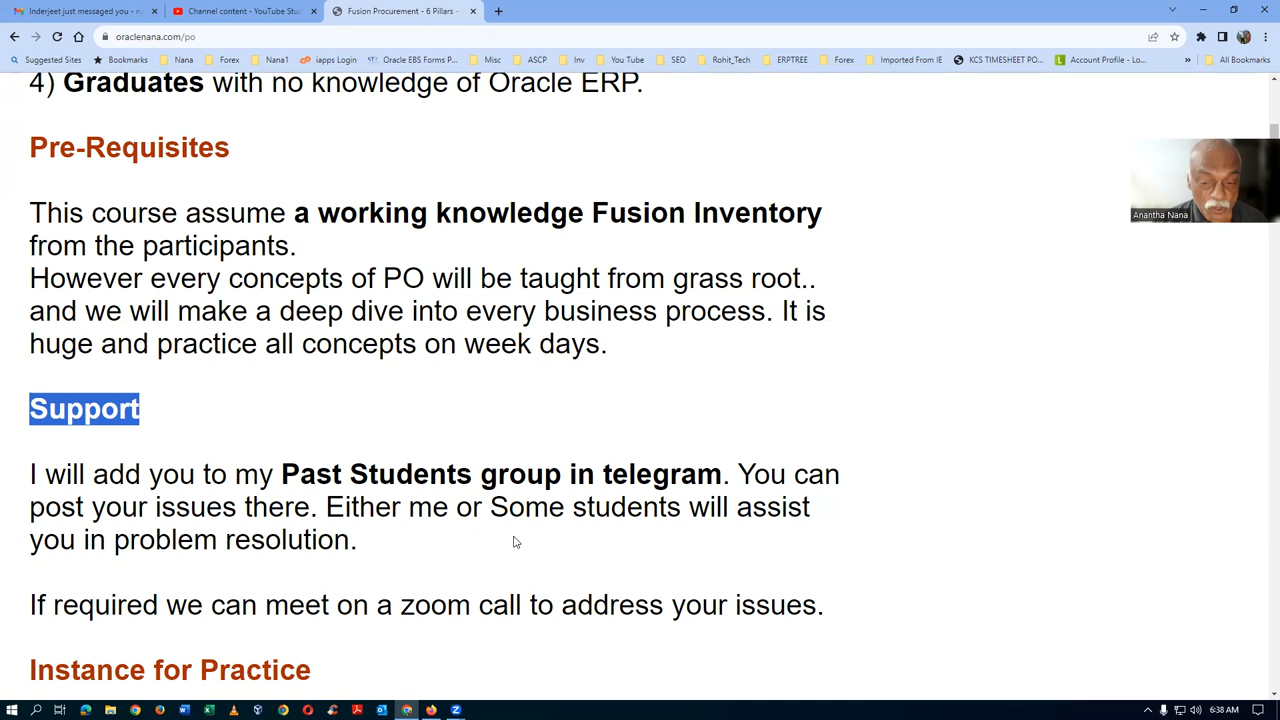 Inderjeet just messaged you - n
Channel content - YouTube Stu
Fusion Procurement - 6 Pillars -
oraclenana.com/po
Suggested Sites
Bookmarks
Nana
Forex
Nana1
iapps Login
Oracle EBS Forms P...
Misc
ASCP
Inv
You Tube
SEO
Rohit_Tech
ERPTREE
Forex
Imported From IE
KCS TIMESHEET PO...
Account Profile - Lo...
»
All Bookmarks
4) Graduates with no knowledge of Oracle ERP.
Pre-Requisites
This course assume a working knowledge Fusion Inventory
from the participants.
However every concepts of PO will be taught from grass root..
and we will make a deep dive into every business process. It is
huge and practice all concepts on week days.
Support
I will add you to my Past Students group in telegram. You can
post your issues there. Either me or Some students will assist
you in problem resolution.
If required we can meet on a zoom call to address your issues.
Instance for Practice
Anantha Nana
6:38 AM